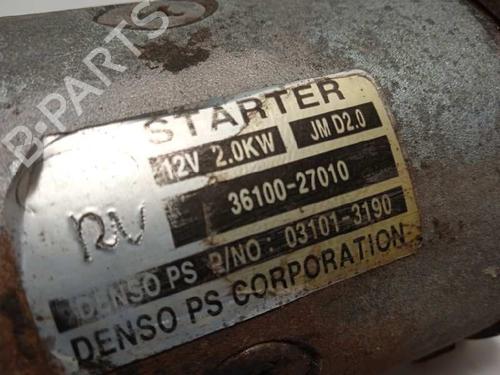 B-PARTS
STARTER
12V 2.0KW JM D2.0
36100-27010
DENSO PS P/NO: 03101-3190
DENSO PS CORPORATION